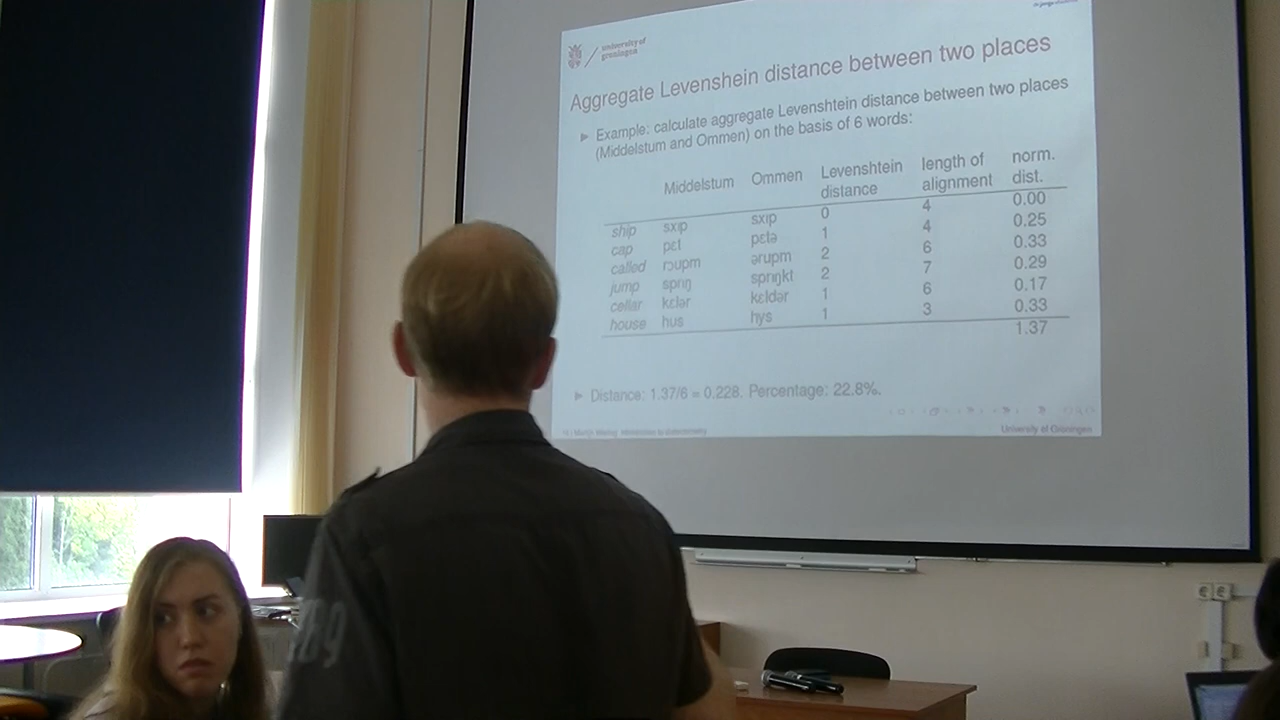 university of
groningen
Aggregate Levenshein distance between two places
Example: calculate aggregate Levenshtein distance between two places
(Middelstum and Ommen) on the basis of 6 words:
Middelstum Ommen Levenshtein distance length of alignment norm. dist.
ship sxɪp sxɪp 0 4 0.00
cap pɛt pɛtə 1 4 0.25
called rɔupm ərupm 2 6 0.33
jump sprɪŋ sprɪŋkt 2 7 0.29
cellar kɛlər kɛldər 1 6 0.17
house hus hys 1 3 0.33
1.37
Distance: 1.37/6 = 0.228. Percentage: 22.8%.
University of Groningen